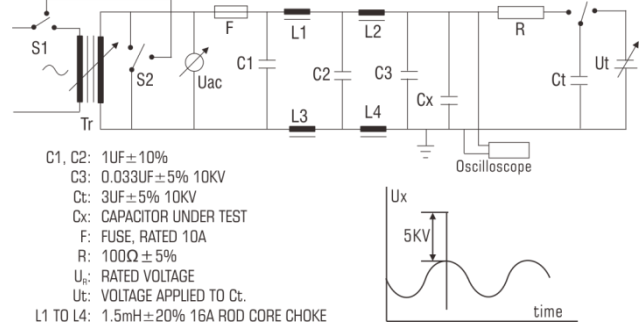 S1
S2
Tr
Uac
F
C1
L1
L2
C2
C3
L3
L4
Cx
R
Ct
Ut
Oscilloscope
C1, C2: 1UF±10%
C3: 0.033UF±5% 10KV
Ct: 3UF±5% 10KV
Cx: CAPACITOR UNDER TEST
F: FUSE, RATED 10A
R: 100Ω±5%
UR: RATED VOLTAGE
Ut: VOLTAGE APPLIED TO Ct.
L1 TO L4: 1.5mH±20% 16A ROD CORE CHOKE
Ux
5KV
time